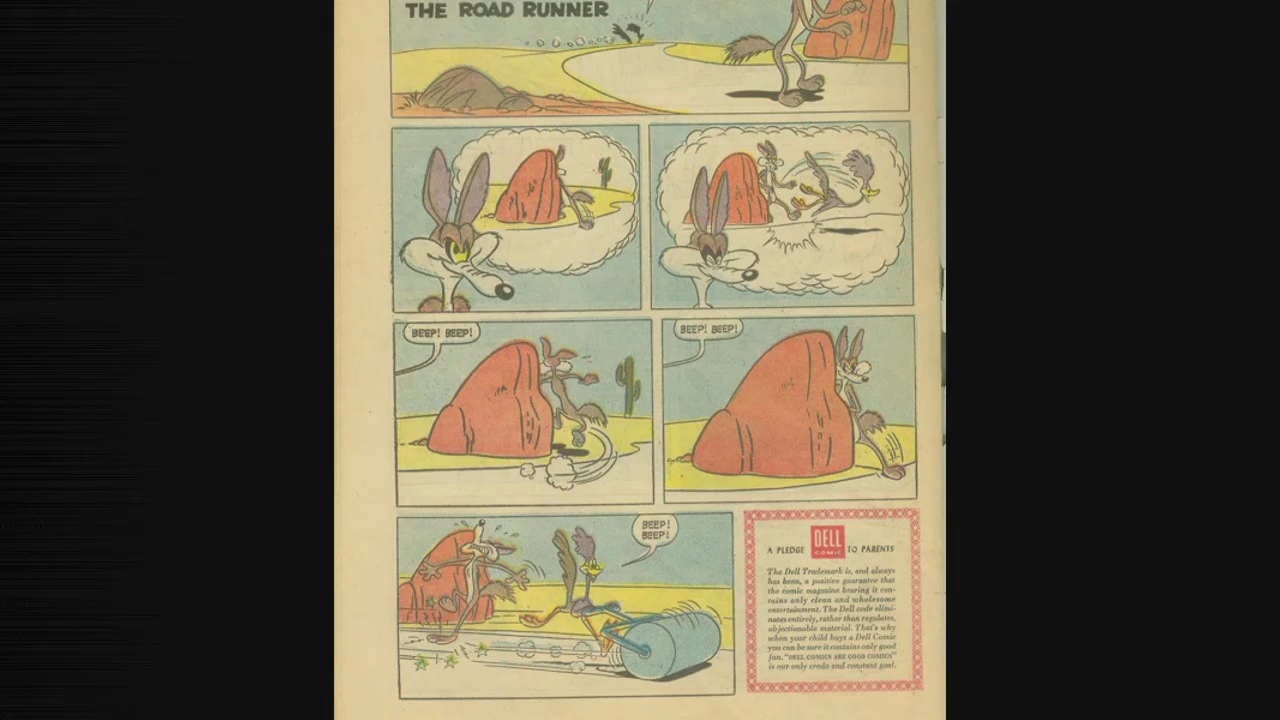 THE ROAD RUNNER
BEEP! BEEP!
BEEP! BEEP!
BEEP!
BEEP!
A PLEDGE DELL COMIC TO PARENTS
The Dell Trademark is, and always
has been, a positive guarantee that
the comic magazine bearing it con-
tains only clean and wholesome
entertainment. The Dell code elimi-
nates entirely, rather than regulates,
objectionable material. That's why
when your child buys a Dell Comic
you can be sure it contains only good
fun. "DELL COMICS ARE GOOD COMICS"
is our only credo and constant goal.